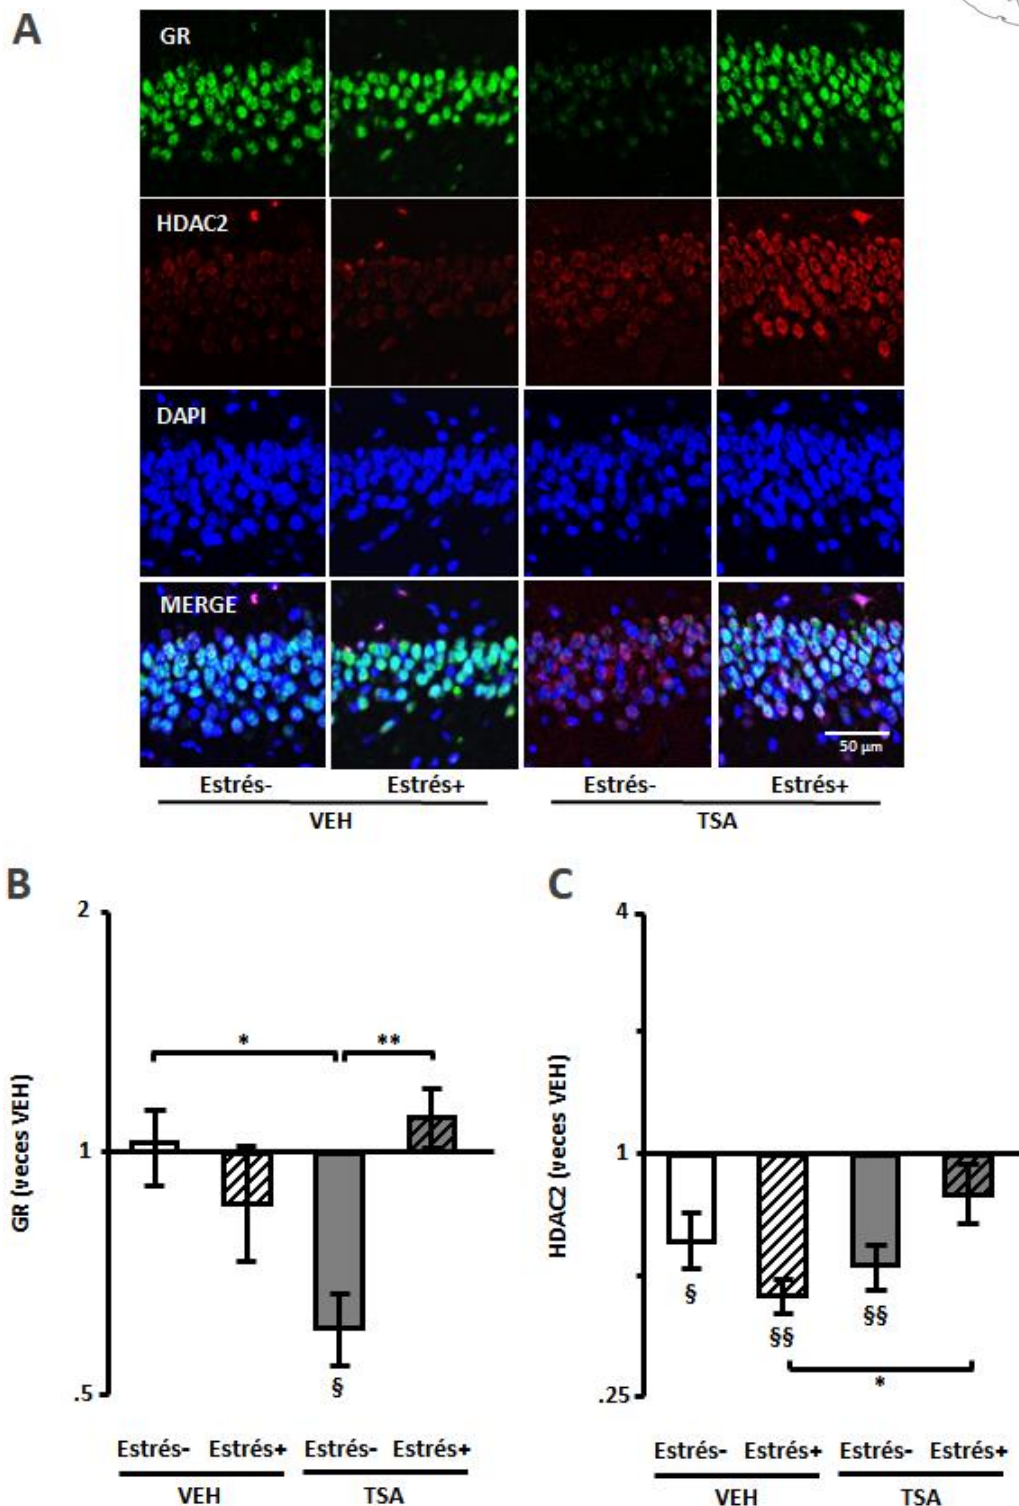 A
GR
HDAC2
DAPI
MERGE
50 µm
Estrés- Estrés+ Estrés- Estrés+
VEH TSA
B
2
* **
1
GR (veces VEH)
§
.5
Estrés- Estrés+ Estrés- Estrés+
VEH TSA
C
4
1
HDAC2 (veces VEH)
§
§§
§§
*
.25
Estrés- Estrés+ Estrés- Estrés+
VEH TSA